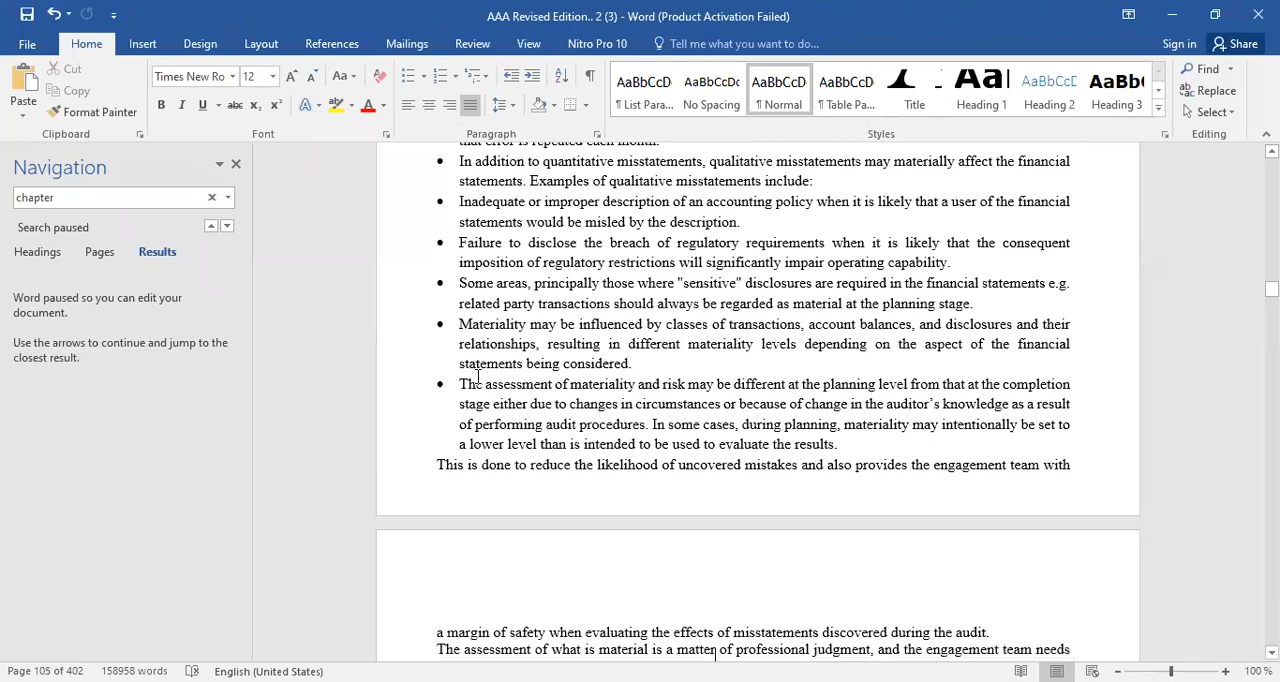 AAA Revised Edition.. 2 (3) - Word (Product Activation Failed)
File Home Insert Design Layout References Mailings Review View Nitro Pro 10 Tell me what you want to do... Sign in Share
Paste
Cut
Copy
Format Painter
Clipboard
Times New Ro 12
Font
Paragraph
AaBbCcD AaBbCcDc AaBbCcD AaBbCcD AaBbCcD AaBbC
¶ List Para... No Spacing ¶ Normal ¶ Table Pa... Title Heading 1 Heading 2 Heading 3
Styles
Find
Replace
Select
Editing
Navigation
chapter
Search paused
Headings Pages Results
Word paused so you can edit your
document.
Use the arrows to continue and jump to the
closest result.
that error is repeated each month.
• In addition to quantitative misstatements, qualitative misstatements may materially affect the financial
statements. Examples of qualitative misstatements include:
• Inadequate or improper description of an accounting policy when it is likely that a user of the financial
statements would be misled by the description.
• Failure to disclose the breach of regulatory requirements when it is likely that the consequent
imposition of regulatory restrictions will significantly impair operating capability.
• Some areas, principally those where "sensitive" disclosures are required in the financial statements e.g.
related party transactions should always be regarded as material at the planning stage.
• Materiality may be influenced by classes of transactions, account balances, and disclosures and their
relationships, resulting in different materiality levels depending on the aspect of the financial
statements being considered.
• The assessment of materiality and risk may be different at the planning level from that at the completion
stage either due to changes in circumstances or because of change in the auditor’s knowledge as a result
of performing audit procedures. In some cases, during planning, materiality may intentionally be set to
a lower level than is intended to be used to evaluate the results.
This is done to reduce the likelihood of uncovered mistakes and also provides the engagement team with
a margin of safety when evaluating the effects of misstatements discovered during the audit.
The assessment of what is material is a matter of professional judgment, and the engagement team needs
Page 105 of 402 158958 words English (United States) 100 %